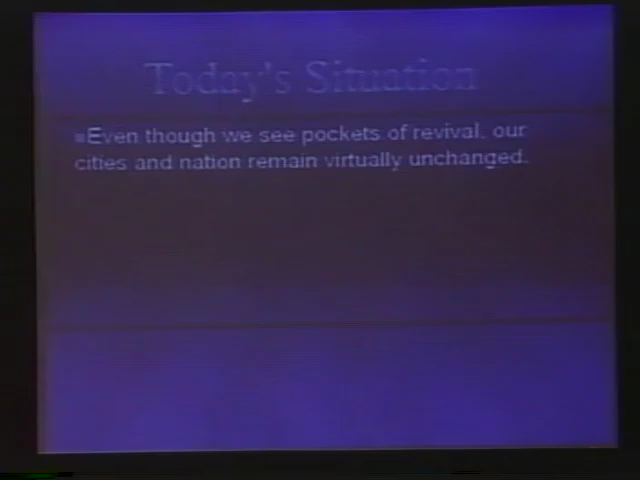 Today's Situation
Even though we see pockets of revival, our
cities and nation remain virtually unchanged.